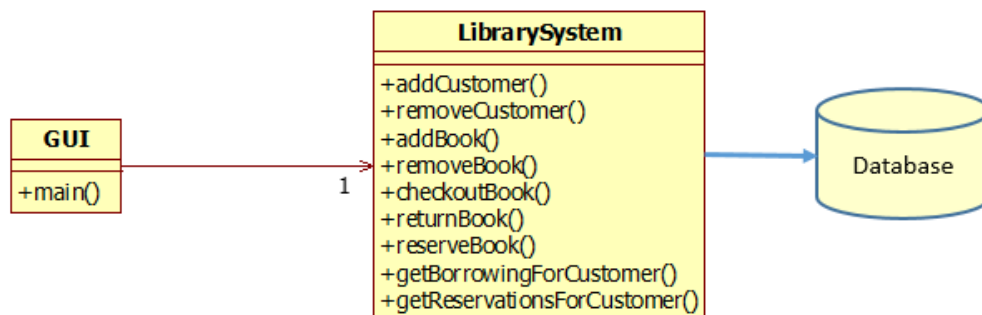 GUI
+main()
1
LibrarySystem
+addCustomer()
+removeCustomer()
+addBook()
+removeBook()
+checkoutBook()
+returnBook()
+reserveBook()
+getBorrowingForCustomer()
+getReservationsForCustomer()
Database